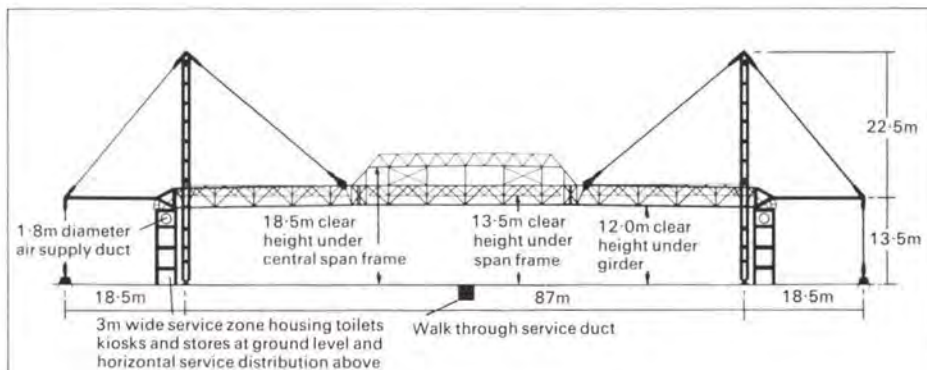 22·5m
13·5m
1·8m diameter
air supply duct
18·5m clear
height under
central span frame
13·5m clear
height under
span frame
12·0m clear
height under
girder
18·5m
87m
18·5m
3m wide service zone housing toilets
kiosks and stores at ground level and
horizontal service distribution above
Walk through service duct